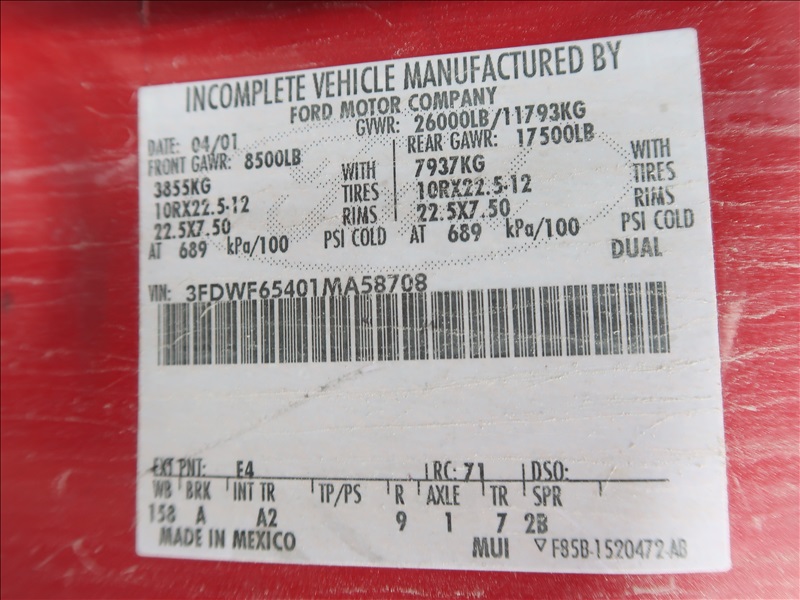 INCOMPLETE VEHICLE MANUFACTURED BY
FORD MOTOR COMPANY
DATE: 04/01 GVWR: 26000LB/11793KG
FRONT GAWR: 8500LB REAR GAWR: 17500LB
3855KG WITH 7937KG WITH
10RX22.5-12 TIRES 10RX22.5-12 TIRES
22.5X7.50 RIMS 22.5X7.50 RIMS
AT 689 kPa/100 PSI COLD AT 689 kPa/100 PSI COLD
DUAL
VIN: 3FDWF65401MA58708
EXT PNT: E4 RC: 71 DSO:
WB BRK INT TR TP/PS R AXLE TR SPR
158 A A2 9 1 7 2B
MADE IN MEXICO MUI F95B-1520472-AB